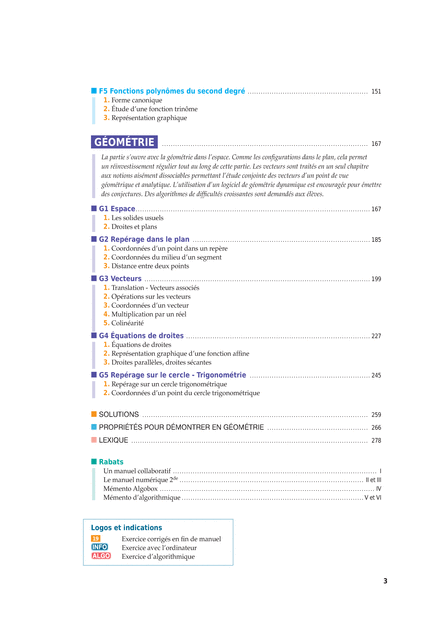 F5 Fonctions polynômes du second degré ........ 151
1. Forme canonique
2. Étude d'une fonction trinôme
3. Représentation graphique
GÉOMÉTRIE ........ 167
La partie s'ouvre avec la géométrie dans l'espace. Comme les configurations dans le plan, cela permet
un réinvestissement régulier tout au long de cette partie. Les vecteurs sont traités en un seul chapitre
aux notions aisément dissociables permettant l'étude conjointe des vecteurs d'un point de vue
géométrique et analytique. L'utilisation d'un logiciel de géométrie dynamique est encouragée pour émettre
des conjectures. Des algorithmes de difficultés croissantes sont demandés aux élèves.
G1 Espace ........ 167
1. Les solides usuels
2. Droites et plans
G2 Repérage dans le plan ........ 185
1. Coordonnées d'un point dans un repère
2. Coordonnées du milieu d'un segment
3. Distance entre deux points
G3 Vecteurs ........ 199
1. Translation - Vecteurs associés
2. Opérations sur les vecteurs
3. Coordonnées d'un vecteur
4. Multiplication par un réel
5. Colinéarité
G4 Équations de droites ........ 227
1. Équations de droites
2. Représentation graphique d'une fonction affine
3. Droites parallèles, droites sécantes
G5 Repérage sur le cercle - Trigonométrie ........ 245
1. Repérage sur un cercle trigonométrique
2. Coordonnées d'un point du cercle trigonométrique
SOLUTIONS ........ 259
PROPRIÉTÉS POUR DÉMONTRER EN GÉOMÉTRIE ........ 266
LEXIQUE ........ 278
Rabats
Un manuel collaboratif ........ I
Le manuel numérique 2de ........ II et III
Mémento Algobox ........ IV
Mémento d'algorithmique ........ V et VI
Logos et indications
19 Exercice corrigés en fin de manuel
INFO Exercice avec l'ordinateur
ALGO Exercice d'algorithmique
3